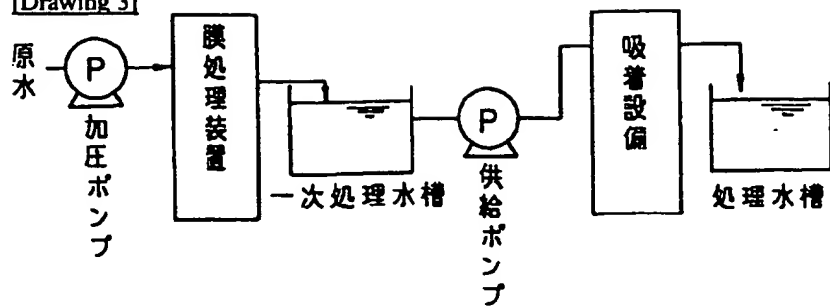 [Drawing 3]
原水
P
加圧ポンプ
膜処理装置
一次処理水槽
P
供給ポンプ
吸着設備
処理水槽